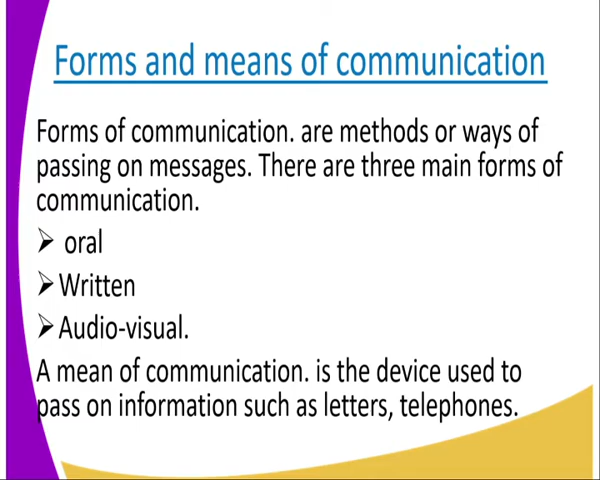 Forms and means of communication
Forms of communication. are methods or ways of
passing on messages. There are three main forms of
communication.
➢ oral
➢ Written
➢ Audio-visual.
A mean of communication. is the device used to
pass on information such as letters, telephones.